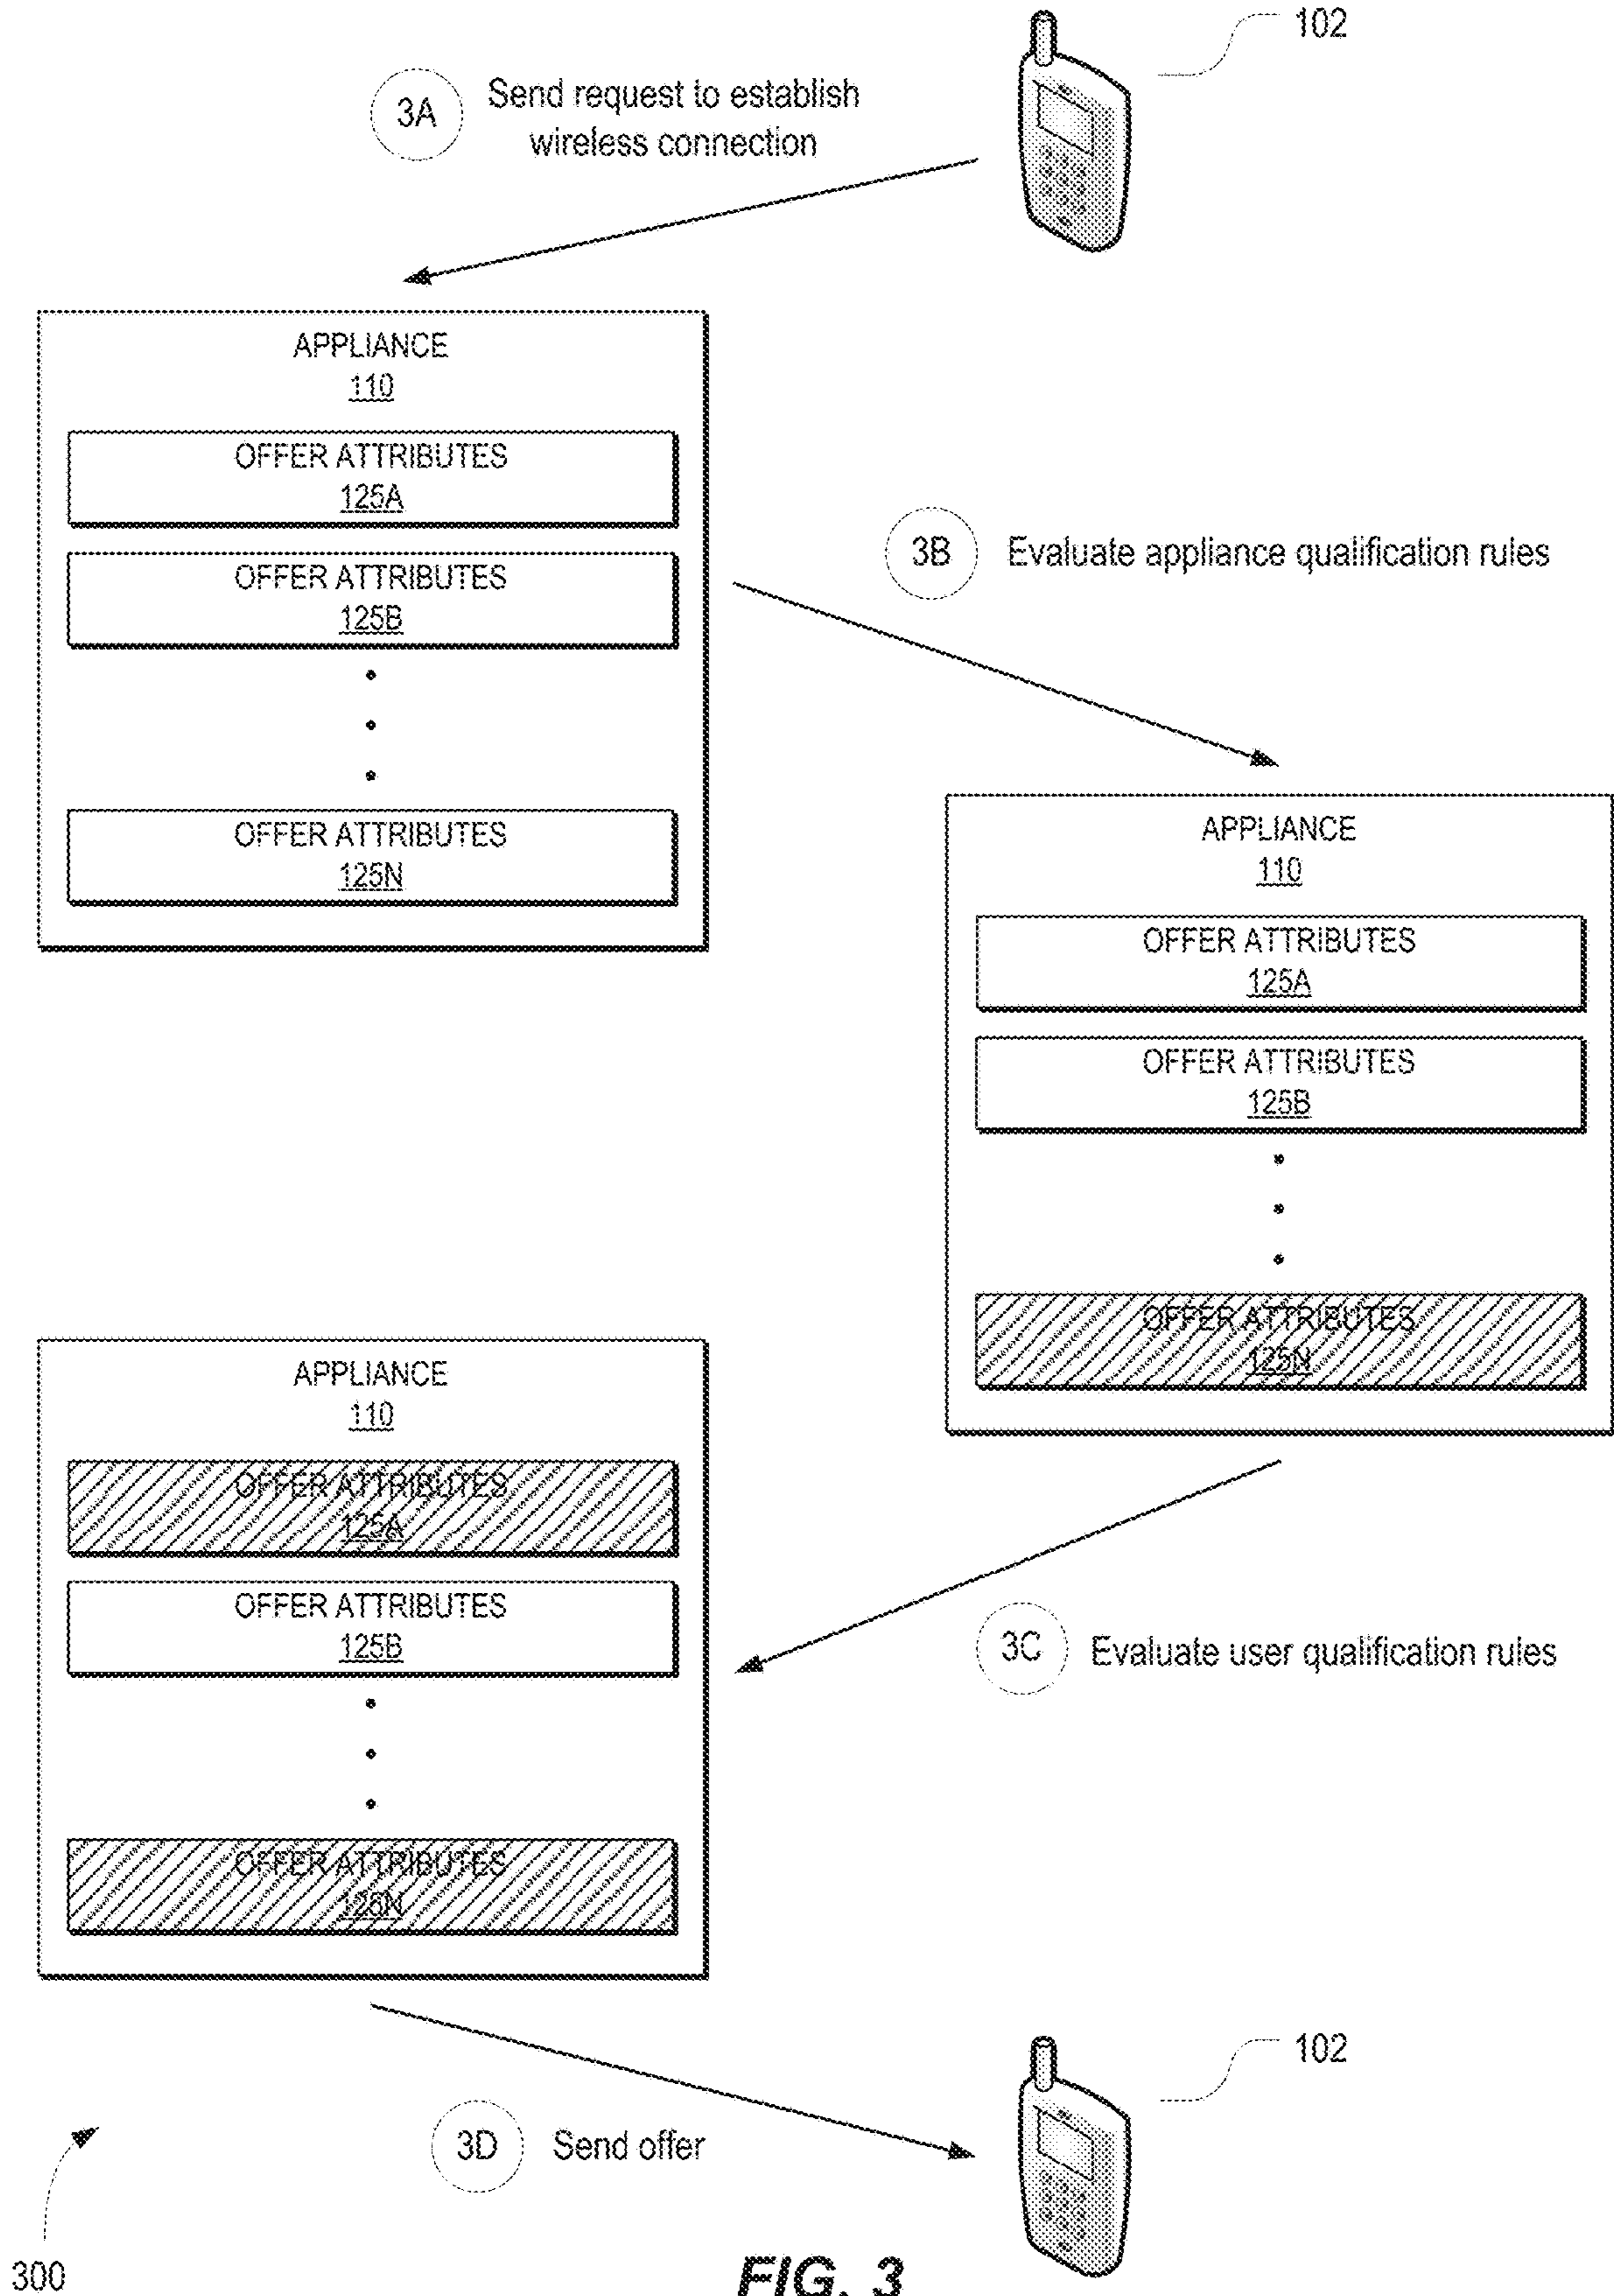 102
3A
Send request to establish
wireless connection
APPLIANCE
110
OFFER ATTRIBUTES
125A
OFFER ATTRIBUTES
125B
OFFER ATTRIBUTES
125N
3B
Evaluate appliance qualification rules
APPLIANCE
110
OFFER ATTRIBUTES
125A
OFFER ATTRIBUTES
125B
OFFER ATTRIBUTES
125N
APPLIANCE
110
OFFER ATTRIBUTES
125A
OFFER ATTRIBUTES
125B
OFFER ATTRIBUTES
125N
3C
Evaluate user qualification rules
3D
Send offer
102
300
FIG. 3